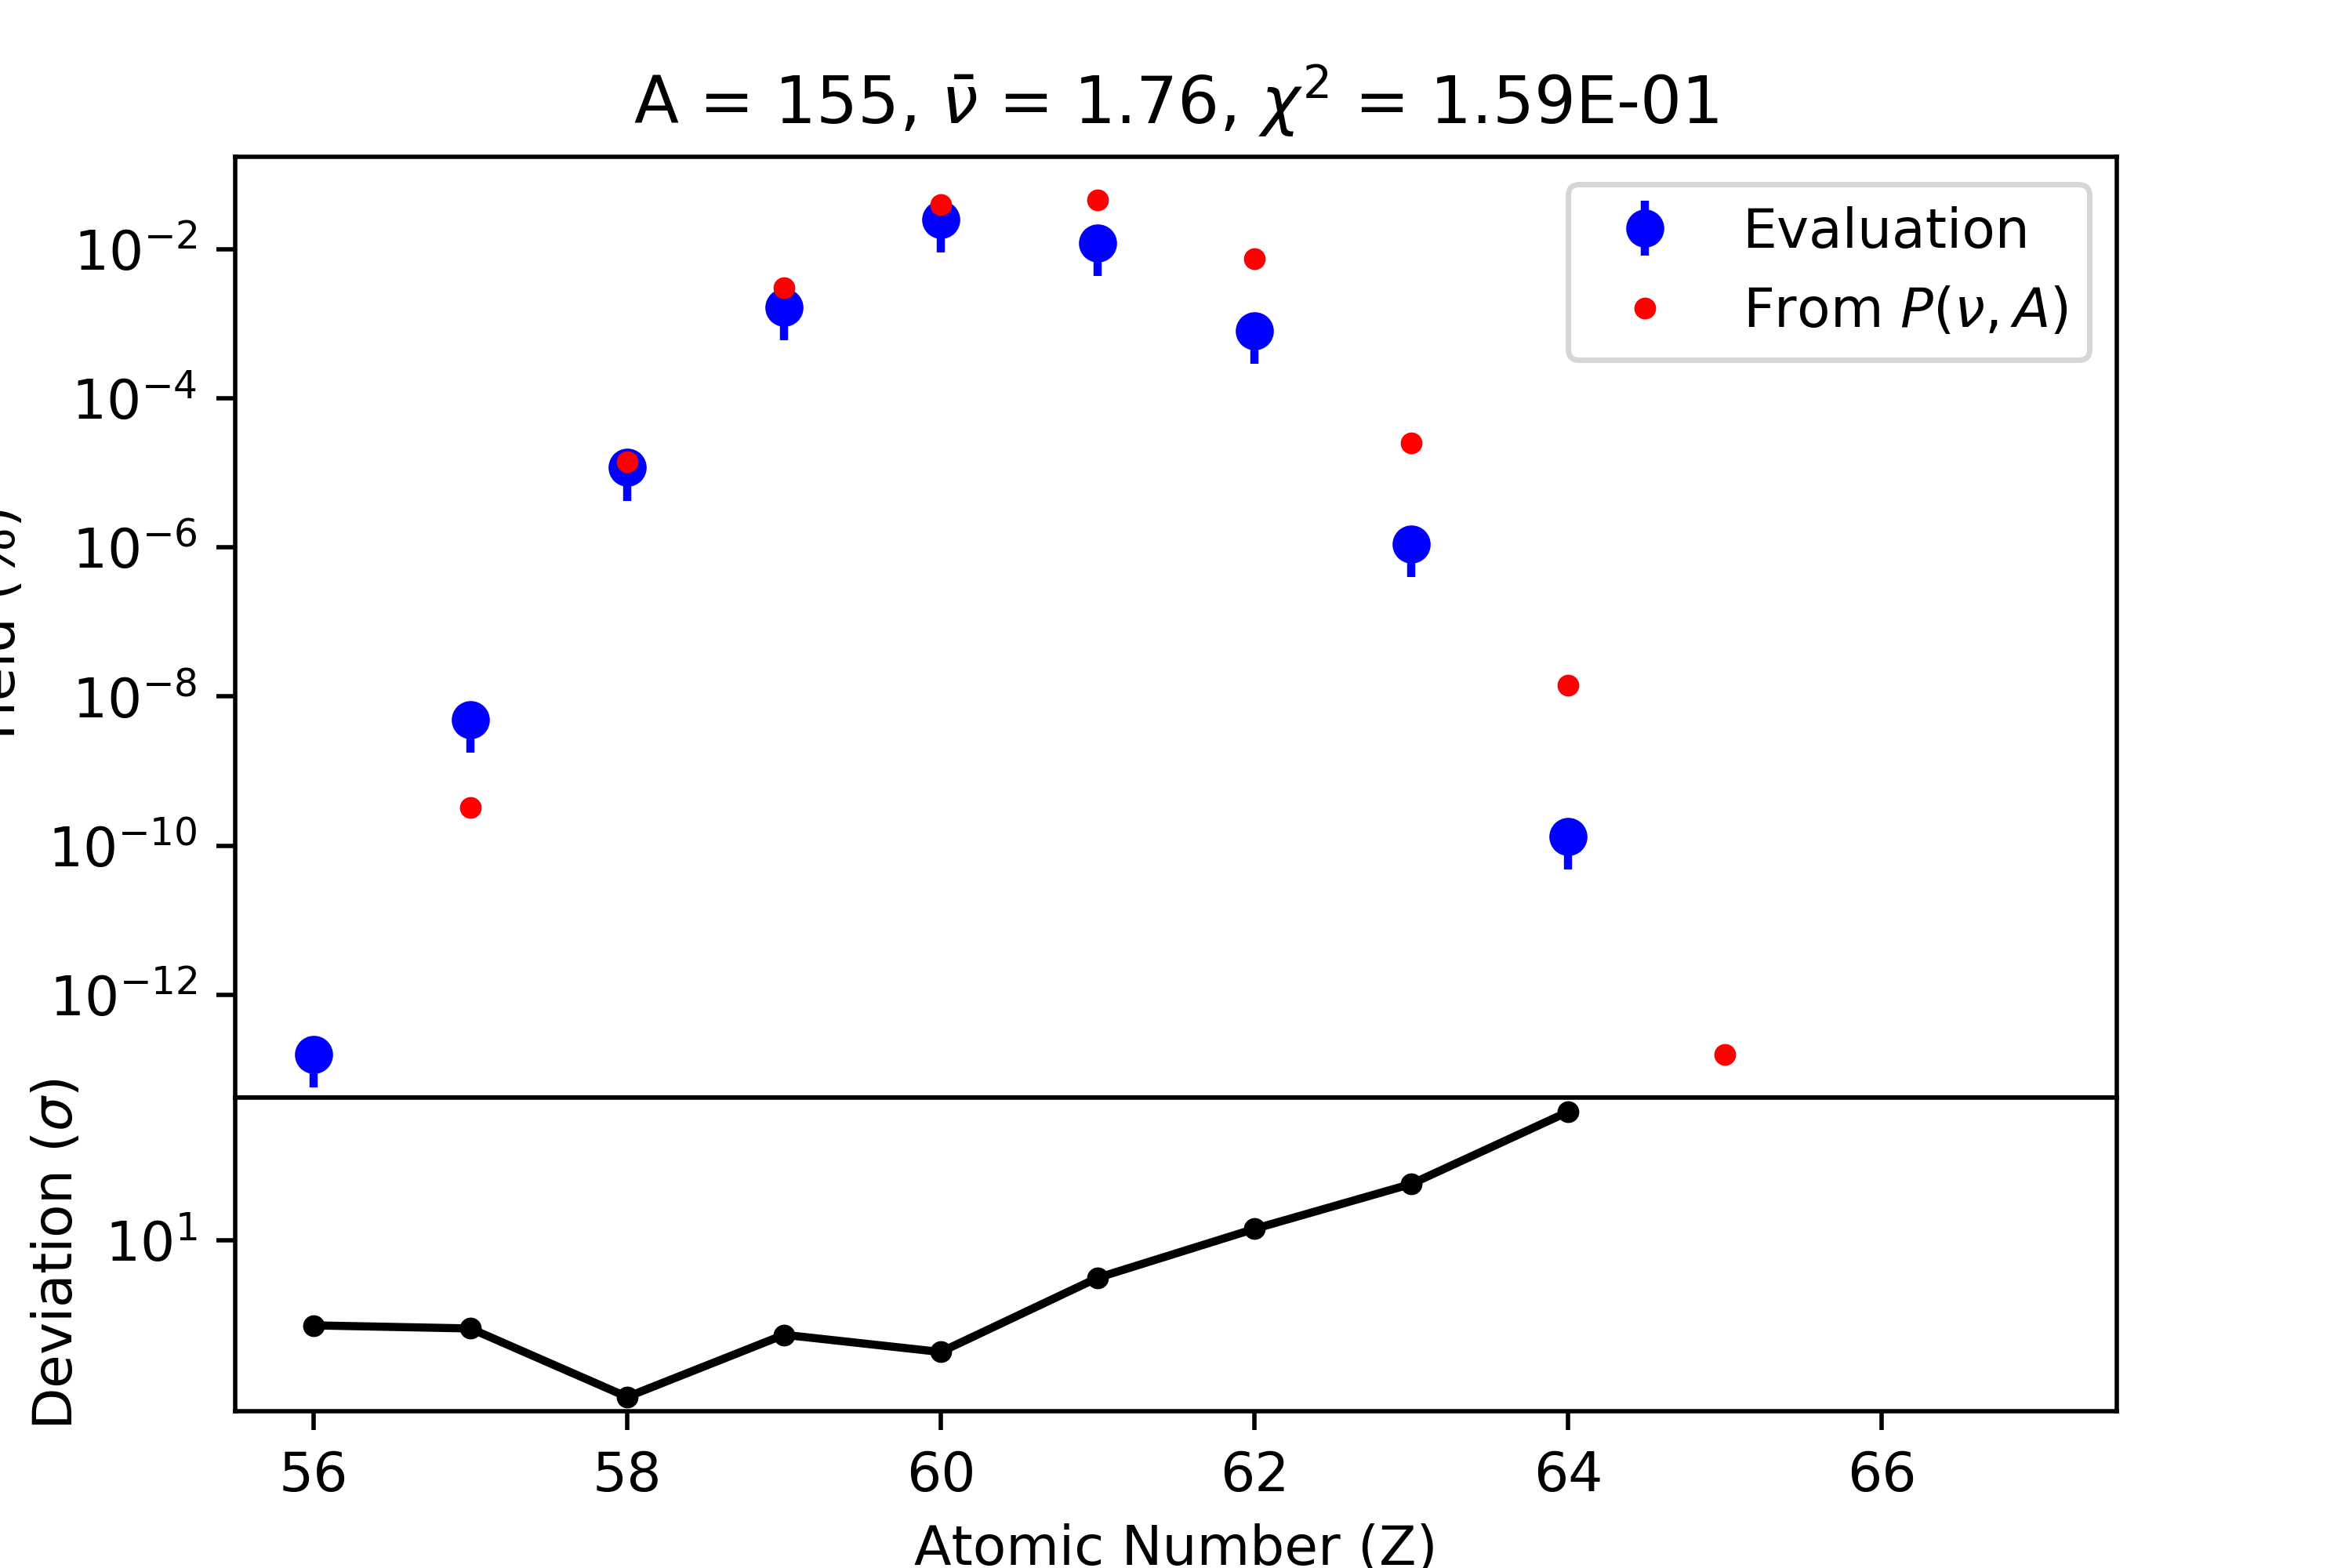 A = 155, ν̄ = 1.76, χ² = 1.59E-01
Evaluation
From P(ν, A)
10⁻²
10⁻⁴
10⁻⁶
10⁻⁸
10⁻¹⁰
10⁻¹²
(%)
Deviation (σ)
10¹
56 58 60 62 64 66
Atomic Number (Z)